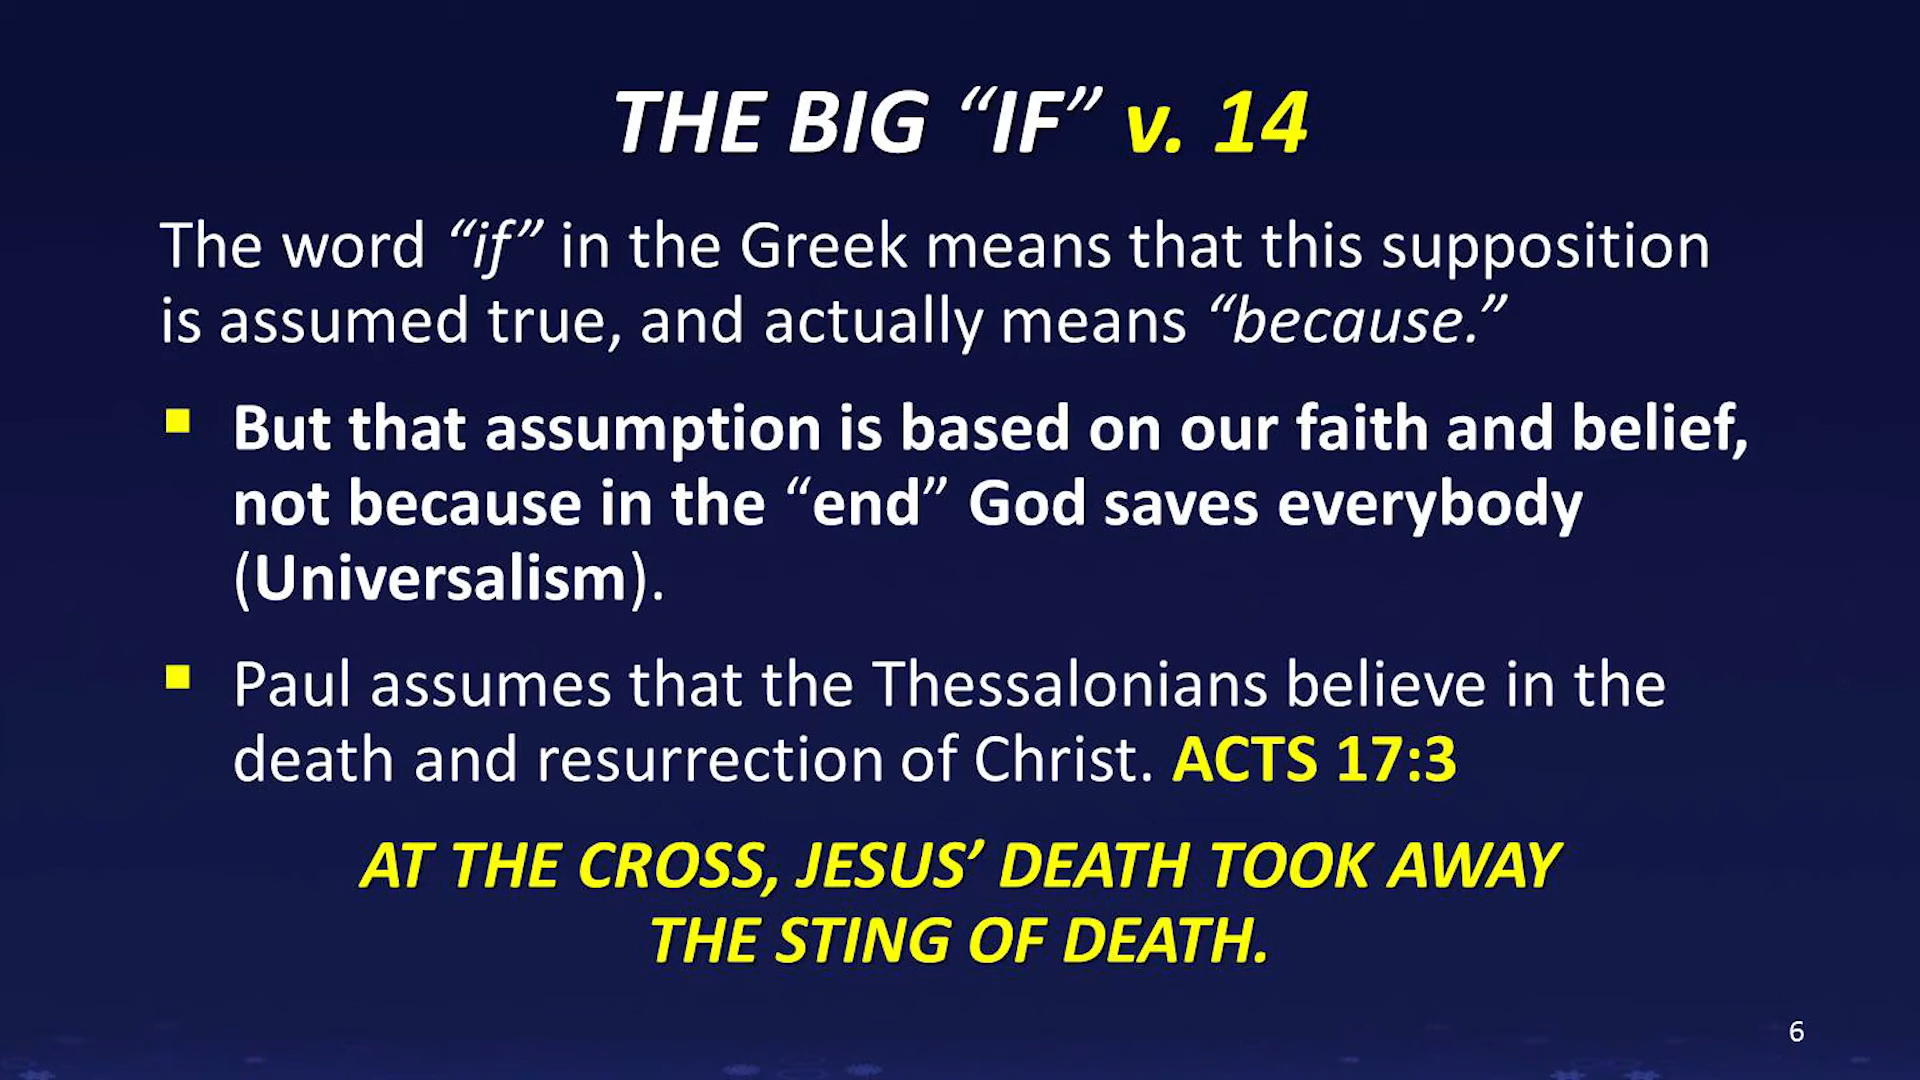 THE BIG “IF” v. 14
The word “if” in the Greek means that this supposition
is assumed true, and actually means “because.”
▪ But that assumption is based on our faith and belief,
not because in the “end” God saves everybody
(Universalism).
▪ Paul assumes that the Thessalonians believe in the
death and resurrection of Christ. ACTS 17:3
AT THE CROSS, JESUS’ DEATH TOOK AWAY
THE STING OF DEATH.
6